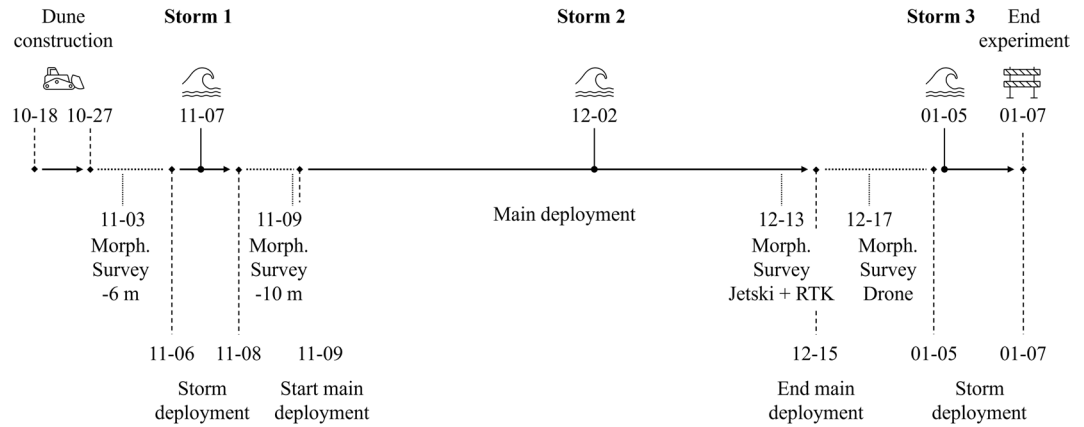 Dune
construction
Storm 1
Storm 2
Storm 3
End
experiment
10-18
10-27
11-07
12-02
01-05
01-07
11-03
Morph.
Survey
-6 m
11-09
Morph.
Survey
-10 m
Main deployment
12-13
Morph.
Survey
Jetski + RTK
12-17
Morph.
Survey
Drone
11-06
11-08
11-09
12-15
01-05
01-07
Storm
deployment
Start main
deployment
End main
deployment
Storm
deployment